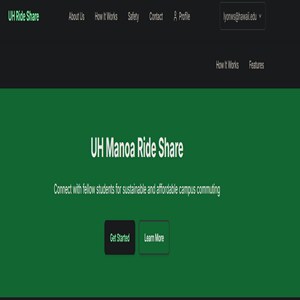 UH Ride Share
About Us How It Works Safety Contact Profile
lyonws@hawaii.edu
How It Works Features
UH Manoa Ride Share
Connect with fellow students for sustainable and affordable campus commuting
Get Started Learn More